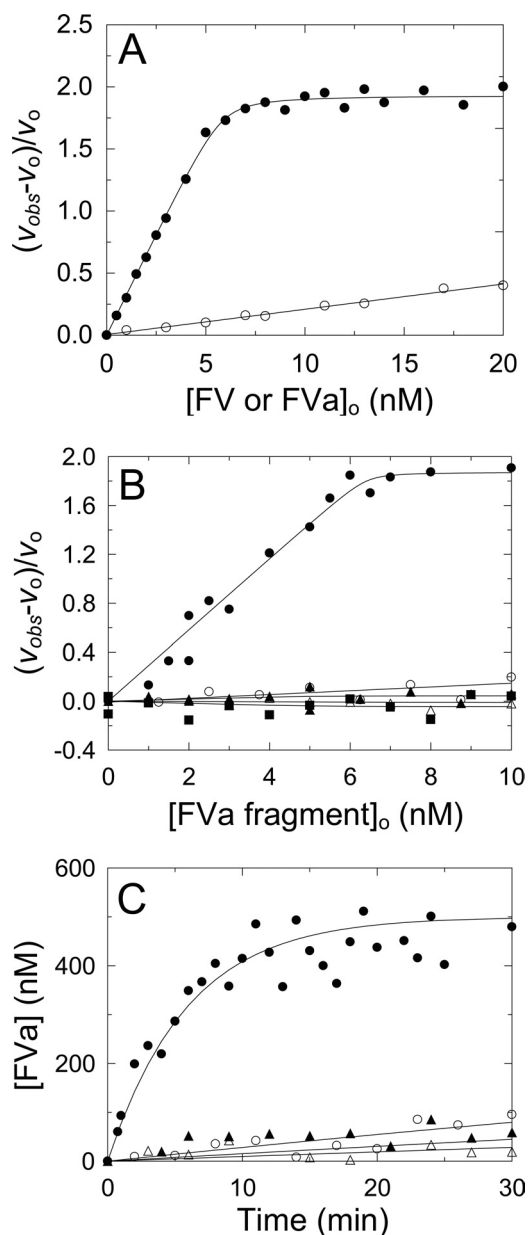 A
(vobs-vo)/vo
2.5
2.0
1.5
1.0
0.5
0.0
0 5 10 15 20
[FV or FVa]o (nM)
B
(vobs-vo)/vo
2.0
1.6
1.2
0.8
0.4
0.0
-0.4
0 2 4 6 8 10
[FVa fragment]o (nM)
C
[FVa] (nM)
600
400
200
0
0 10 20 30
Time (min)